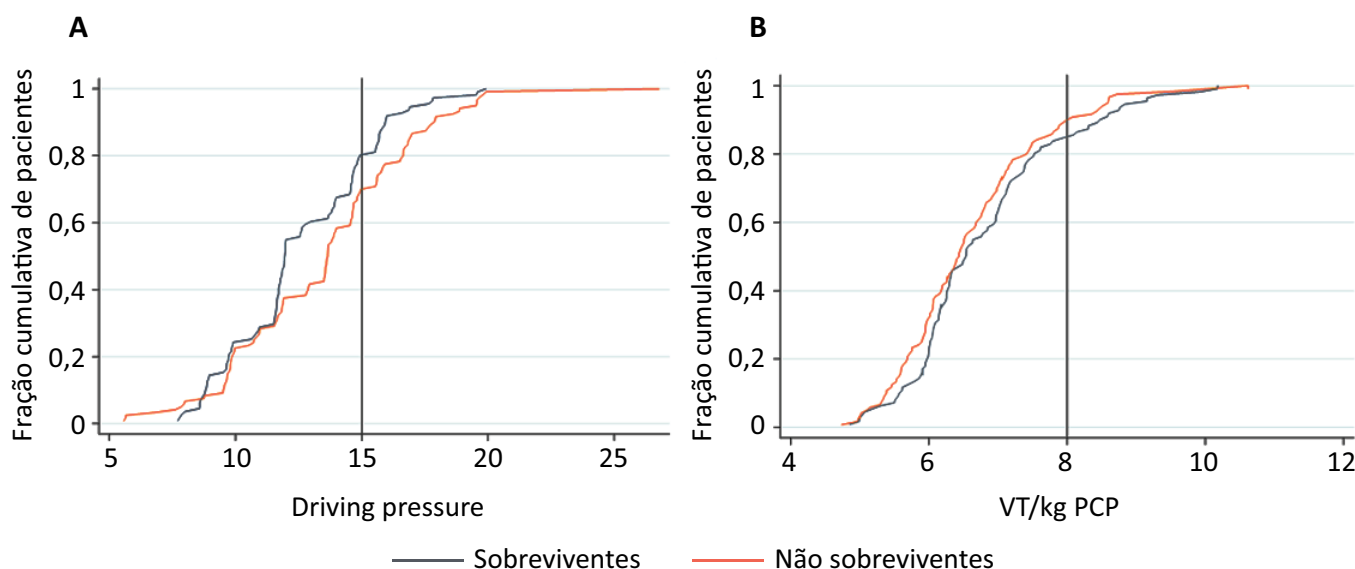 A
Fração cumulativa de pacientes
1
0,8
0,6
0,4
0,2
0
5 10 15 20 25
Driving pressure
B
Fração cumulativa de pacientes
1
0,8
0,6
0,4
0,2
0
4 6 8 10 12
VT/kg PCP
Sobreviventes Não sobreviventes